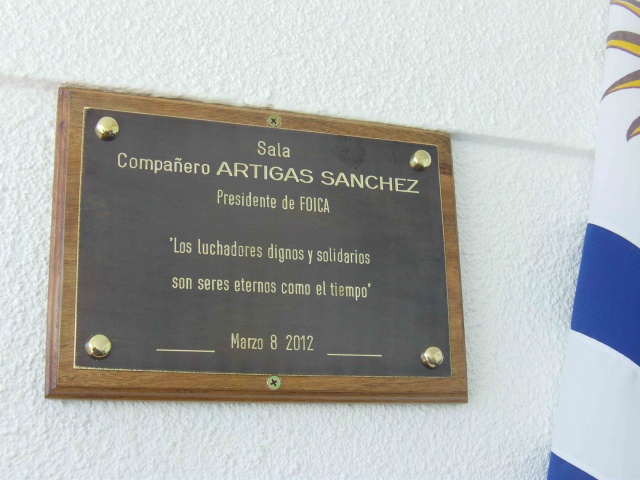 Sala
Compañero ARTIGAS SANCHEZ
Presidente de FOICA
'Los luchadores dignos y solidarios
son seres eternos como el tiempo'
Marzo 8 2012